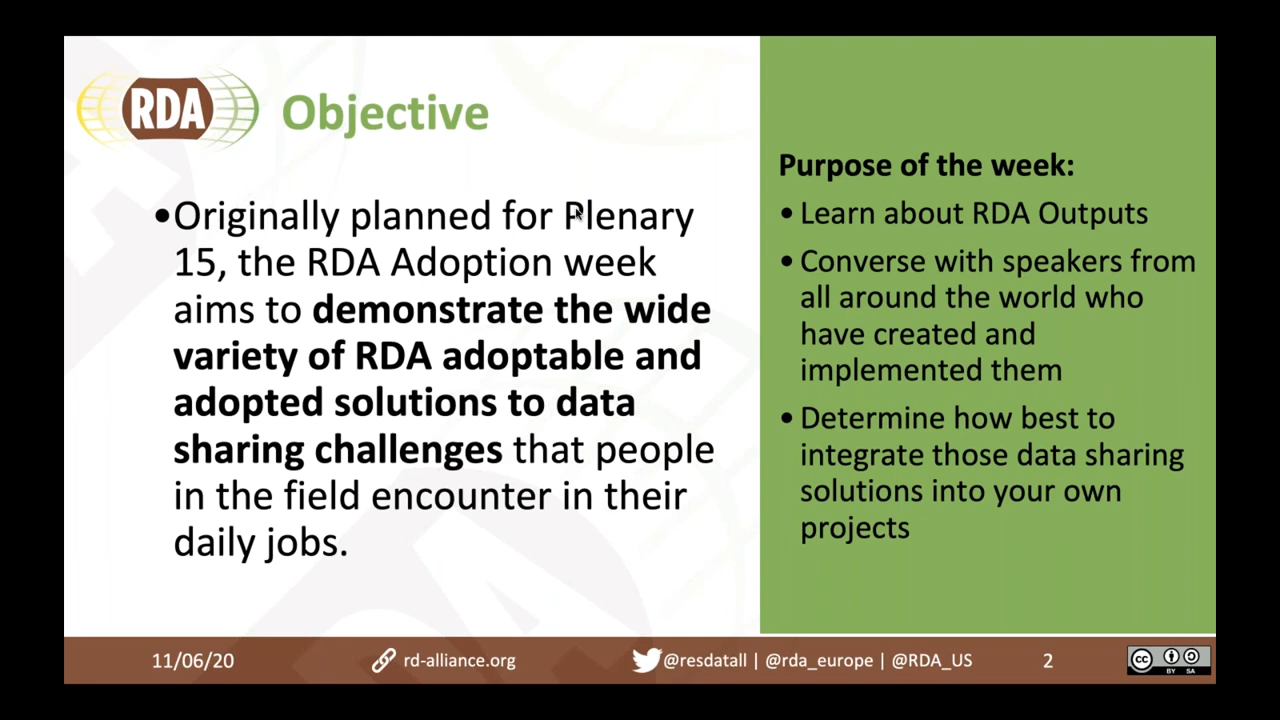 RDA
Objective
•Originally planned for Plenary
15, the RDA Adoption week
aims to demonstrate the wide
variety of RDA adoptable and
adopted solutions to data
sharing challenges that people
in the field encounter in their
daily jobs.
Purpose of the week:
• Learn about RDA Outputs
• Converse with speakers from
all around the world who
have created and
implemented them
• Determine how best to
integrate those data sharing
solutions into your own
projects
11/06/20
rd-alliance.org
@resdatall | @rda_europe | @RDA_US
2
cc BY SA